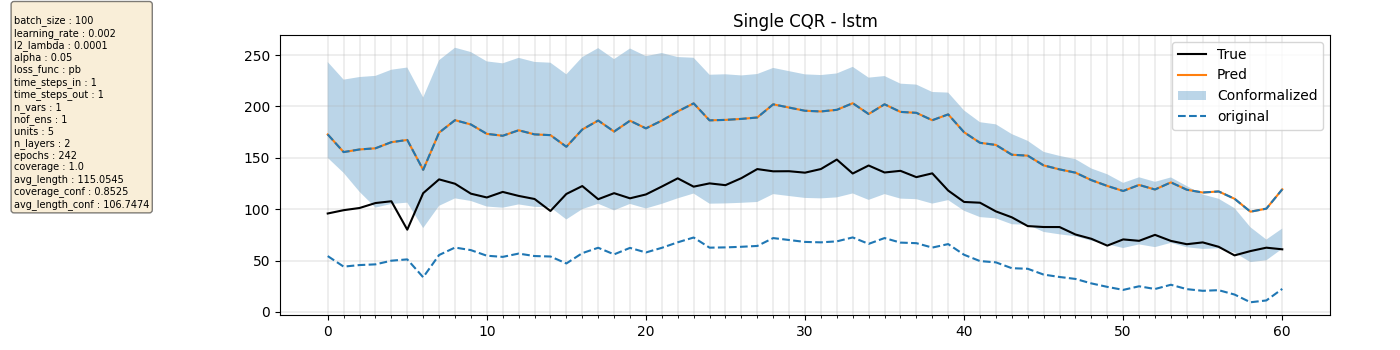 batch_size : 100
learning_rate : 0.002
l2_lambda : 0.0001
alpha : 0.05
loss_func : pb
time_steps_in : 1
time_steps_out : 1
n_vars : 1
nof_ens : 1
units : 5
n_layers : 2
epochs : 242
coverage : 1.0
avg_length : 115.0545
coverage_conf : 0.8525
avg_length_conf : 106.7474
Single CQR - lstm
250
200
150
100
50
0
True
Pred
Conformalized
original
0 10 20 30 40 50 60